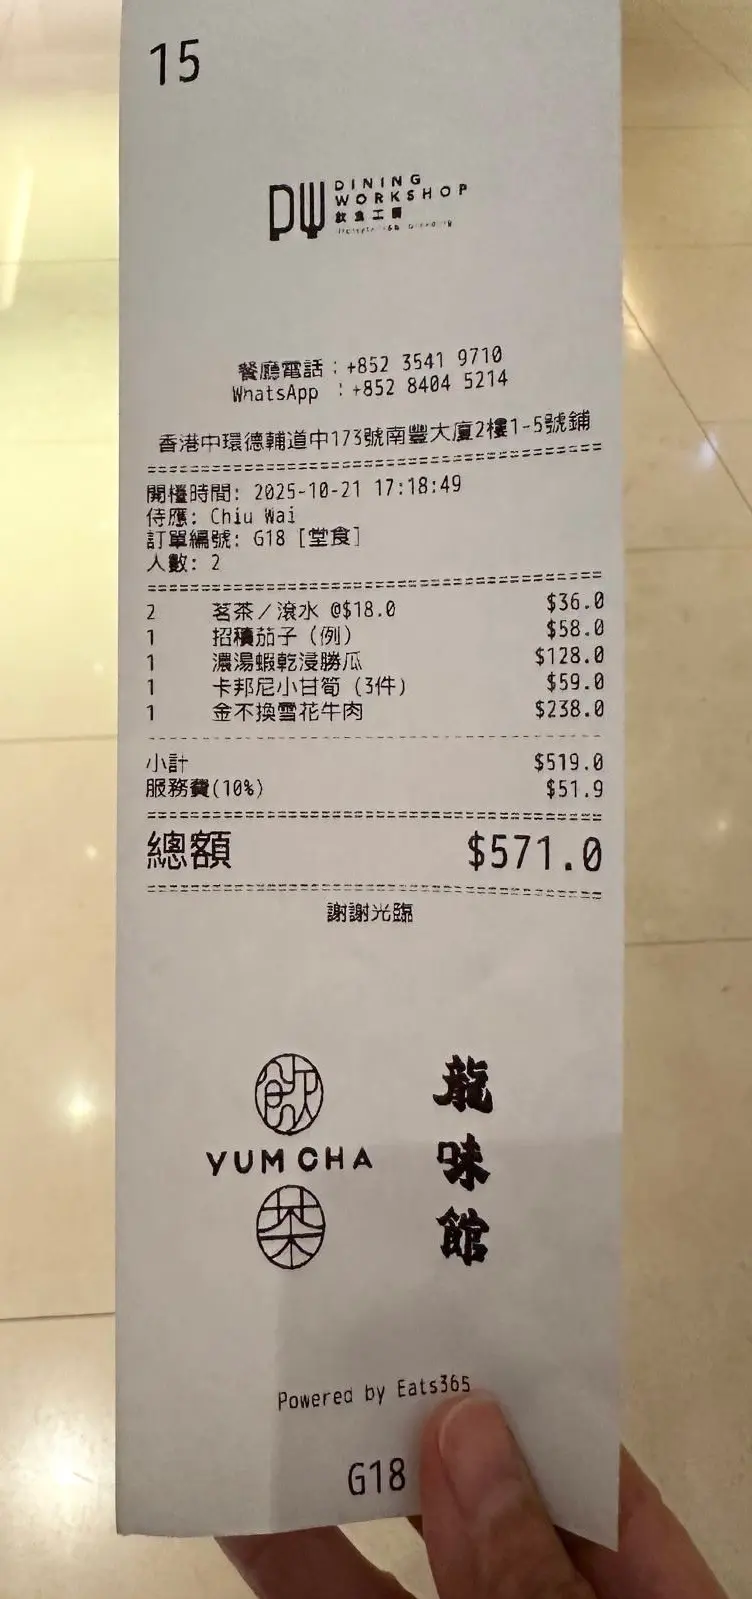 15
DINING
WORKSHOP
飲食工房
餐廳電話：+852 3541 9710
WhatsApp ：+852 8404 5214
香港中環德輔道中173號南豐大廈2樓1-5號鋪
開檯時間: 2025-10-21 17:18:49
侍應: Chiu Wai
訂單編號: G18 [堂食]
人數: 2
2 茗茶／滾水 @$18.0 $36.0
1 招積茄子（例） $58.0
1 濃湯蝦乾浸勝瓜 $128.0
1 卡邦尼小甘筍（3件） $59.0
1 金不換雪花牛肉 $238.0
小計 $519.0
服務費(10%) $51.9
總額 $571.0
謝謝光臨
飲
YUM CHA
茶
龍味館
Powered by Eats365
G18